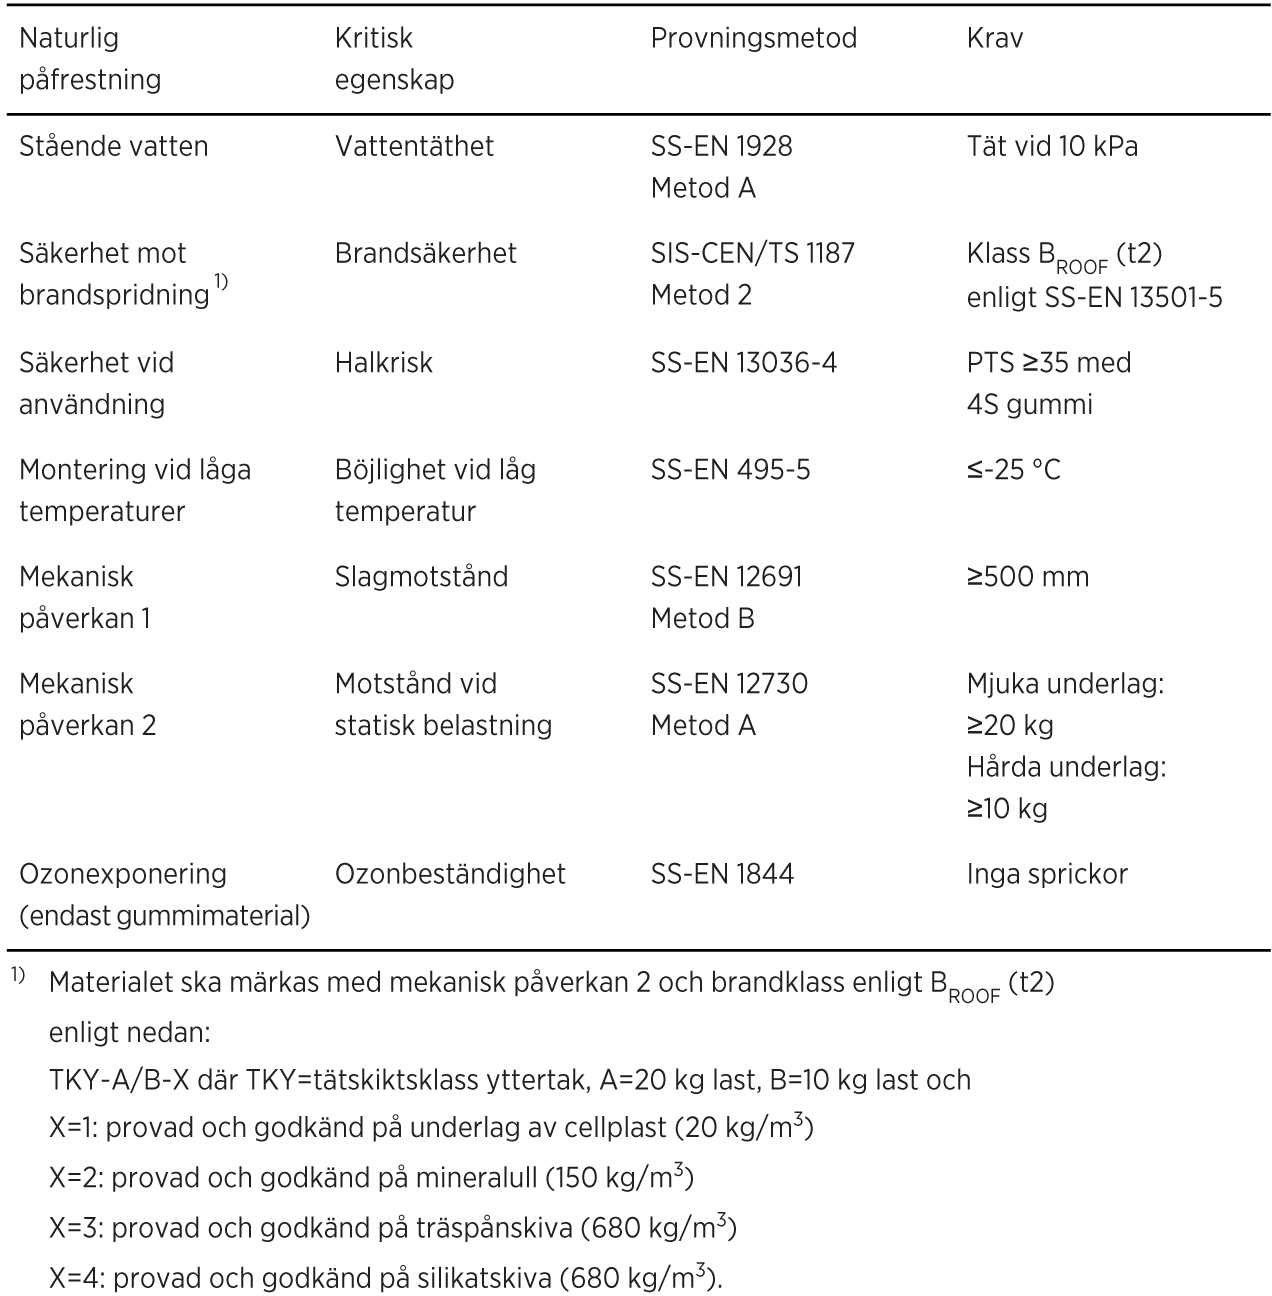 Naturlig påfrestning Kritisk egenskap Provningsmetod Krav
Stående vatten Vattentäthet SS-EN 1928 Metod A Tät vid 10 kPa
Säkerhet mot brandspridning 1) Brandsäkerhet SIS-CEN/TS 1187 Metod 2 Klass BROOF (t2) enligt SS-EN 13501-5
Säkerhet vid användning Halkrisk SS-EN 13036-4 PTS ≥35 med 4S gummi
Montering vid låga temperaturer Böjlighet vid låg temperatur SS-EN 495-5 ≤-25 °C
Mekanisk påverkan 1 Slagmotstånd SS-EN 12691 Metod B ≥500 mm
Mekanisk påverkan 2 Motstånd vid statisk belastning SS-EN 12730 Metod A Mjuka underlag: ≥20 kg Hårda underlag: ≥10 kg
Ozonexponering (endast gummimaterial) Ozonbeständighet SS-EN 1844 Inga sprickor
1) Materialet ska märkas med mekanisk påverkan 2 och brandklass enligt BROOF (t2)
enligt nedan:
TKY-A/B-X där TKY=tätskiktsklass yttertak, A=20 kg last, B=10 kg last och
X=1: provad och godkänd på underlag av cellplast (20 kg/m³)
X=2: provad och godkänd på mineralull (150 kg/m³)
X=3: provad och godkänd på träspånskiva (680 kg/m³)
X=4: provad och godkänd på silikatskiva (680 kg/m³).